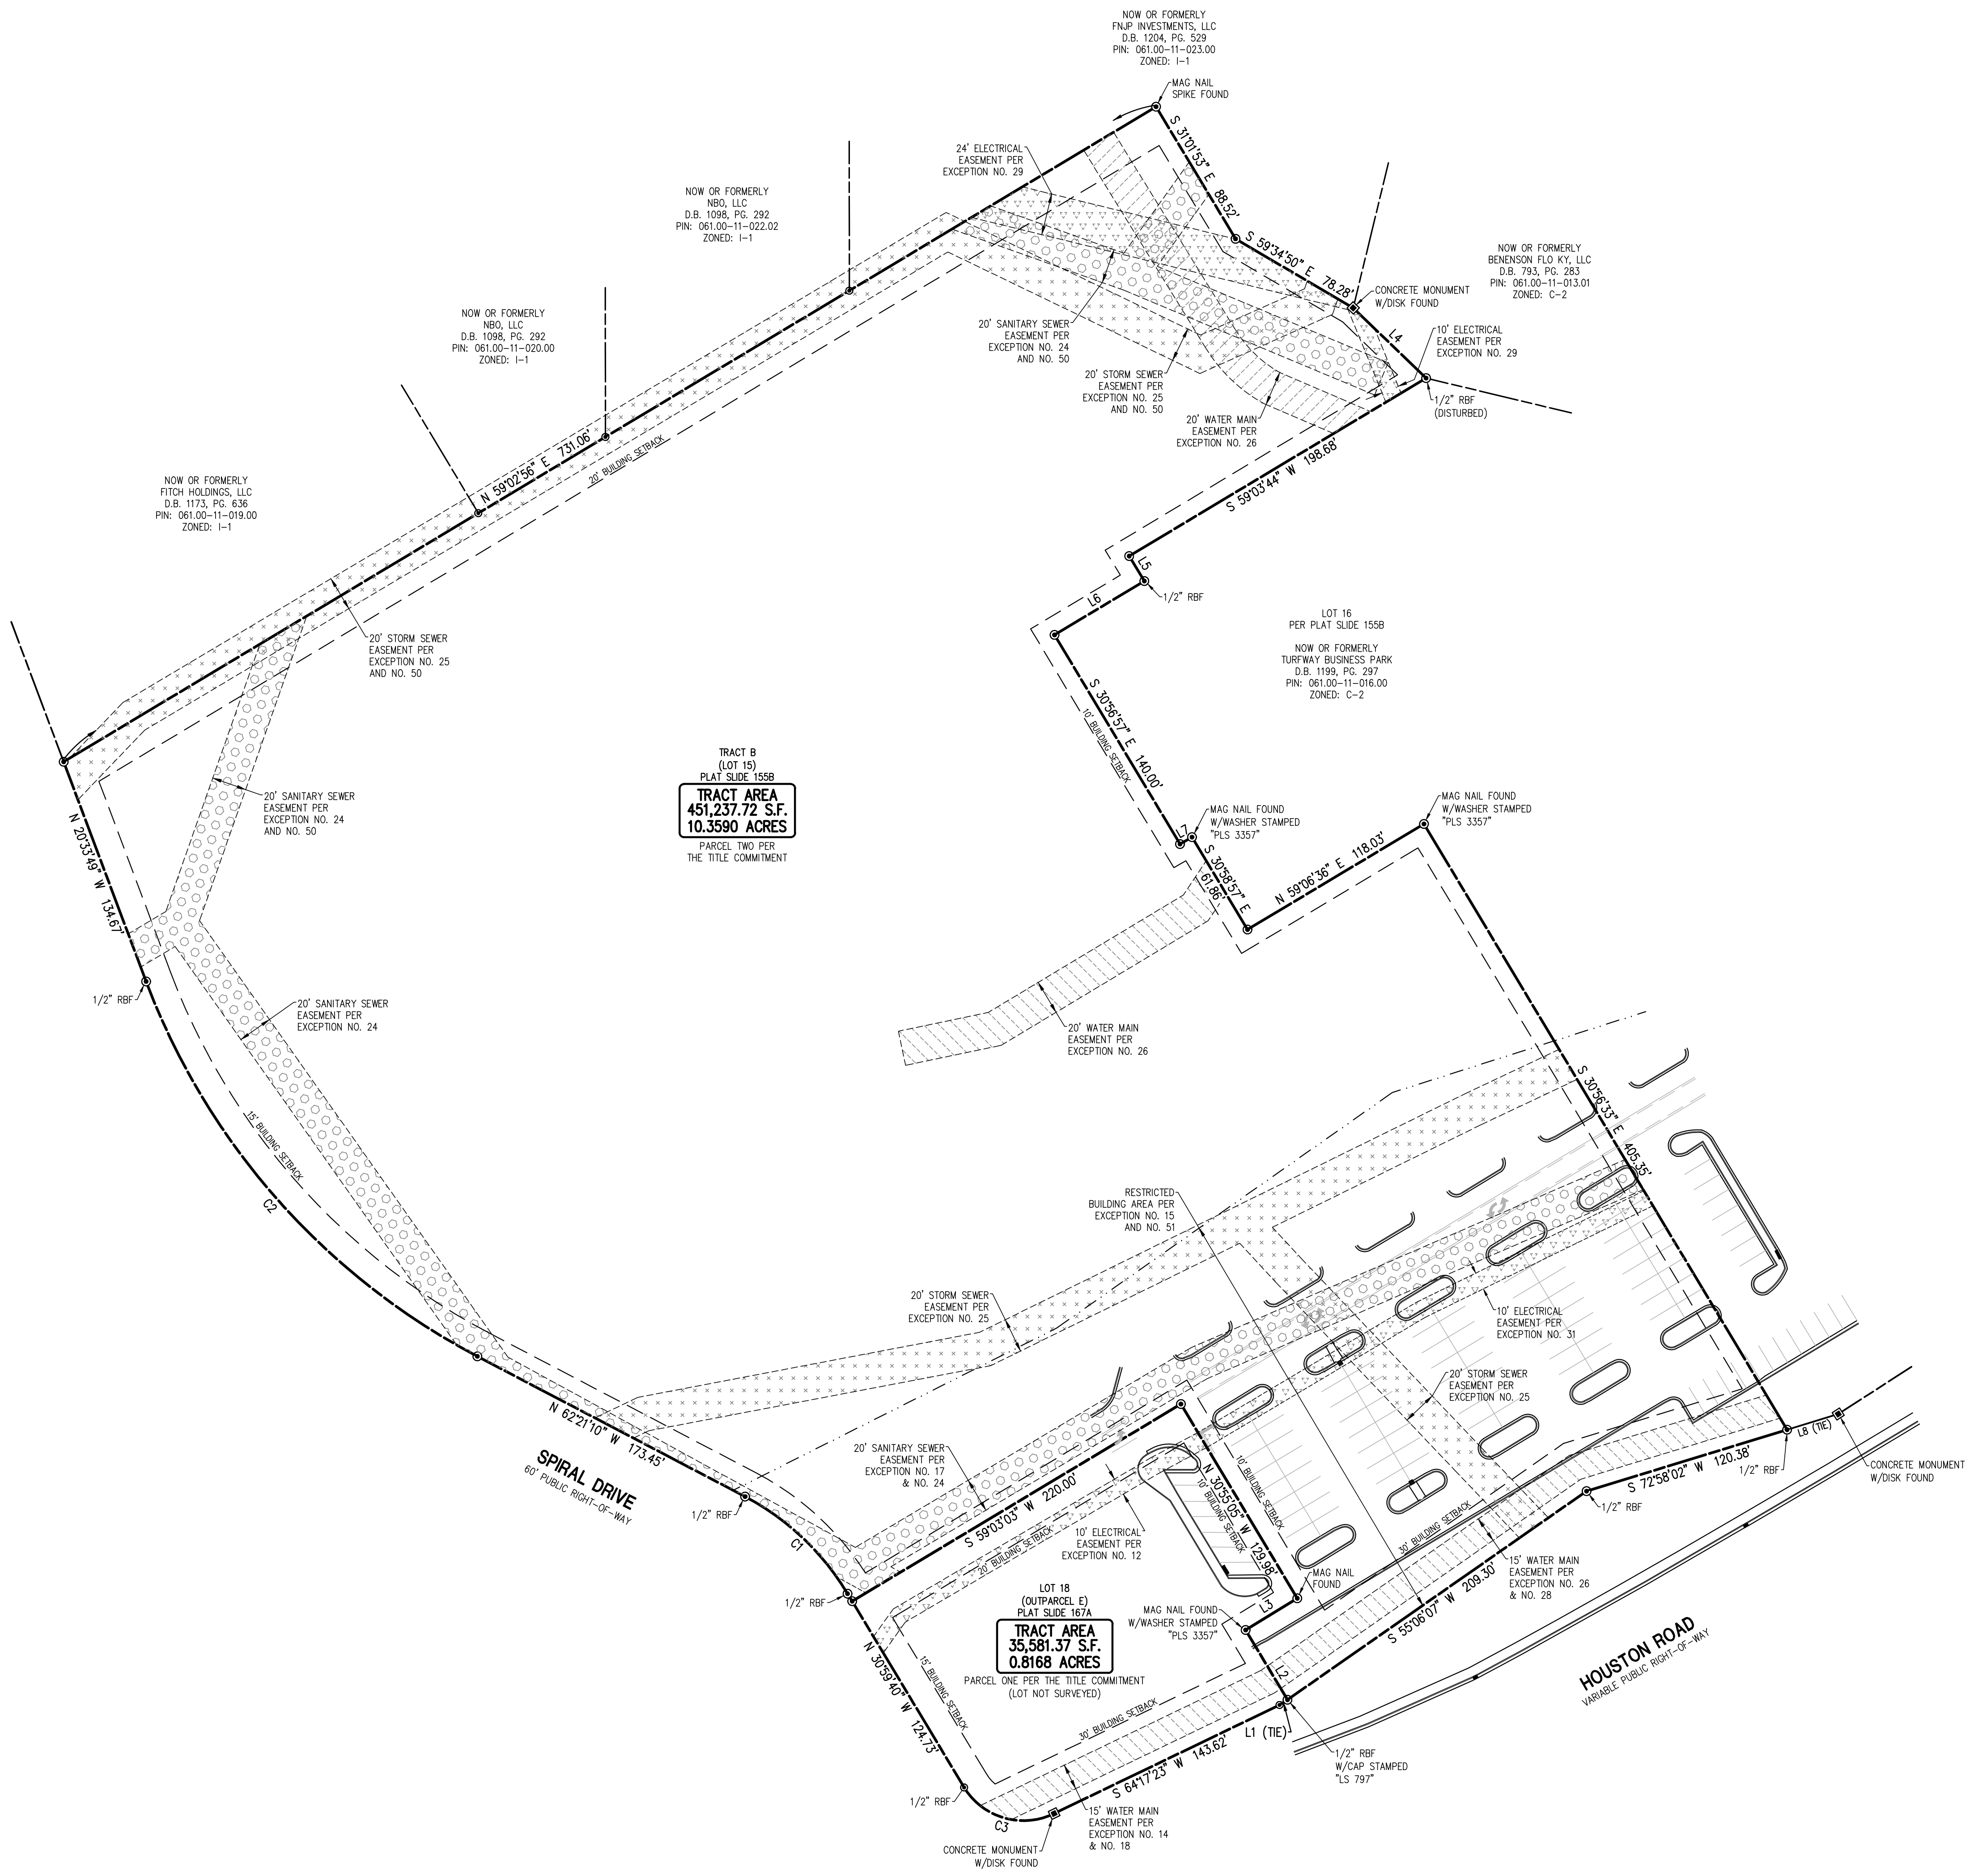 NOW OR FORMERLY
FNJP INVESTMENTS, LLC
D.B. 1204, PG. 529
PIN: 061.00-11-023.00
ZONED: I-1
MAG NAIL
SPIKE FOUND
S 31°01'53" E 88.52'
24' ELECTRICAL
EASEMENT PER
EXCEPTION NO. 29
NOW OR FORMERLY
NBO, LLC
D.B. 1098, PG. 292
PIN: 061.00-11-022.02
ZONED: I-1
S 59°34'50" E 78.28'
NOW OR FORMERLY
BENENSON FLO KY, LLC
D.B. 793, PG. 283
PIN: 061.00-11-013.01
ZONED: C-2
CONCRETE MONUMENT
W/DISK FOUND
L4
NOW OR FORMERLY
NBO, LLC
D.B. 1098, PG. 292
PIN: 061.00-11-020.00
ZONED: I-1
20' SANITARY SEWER
EASEMENT PER
EXCEPTION NO. 24
AND NO. 50
10' ELECTRICAL
EASEMENT PER
EXCEPTION NO. 29
20' STORM SEWER
EASEMENT PER
EXCEPTION NO. 25
AND NO. 50
1/2" RBF
(DISTURBED)
20' WATER MAIN
EASEMENT PER
EXCEPTION NO. 26
N 59°02'56" E 731.06'
20' BUILDING SETBACK
S 59°03'44" W 198.68'
NOW OR FORMERLY
FITCH HOLDINGS, LLC
D.B. 1173, PG. 636
PIN: 061.00-11-019.00
ZONED: I-1
L5
1/2" RBF
L6
LOT 16
PER PLAT SLIDE 155B
NOW OR FORMERLY
TURFWAY BUSINESS PARK
D.B. 1199, PG. 297
PIN: 061.00-11-016.00
ZONED: C-2
20' STORM SEWER
EASEMENT PER
EXCEPTION NO. 25
AND NO. 50
S 30°56'57" E 140.00'
10' BUILDING SETBACK
TRACT B
(LOT 15)
PLAT SLIDE 155B
TRACT AREA
451,237.72 S.F.
10.3590 ACRES
PARCEL TWO PER
THE TITLE COMMITMENT
20' SANITARY SEWER
EASEMENT PER
EXCEPTION NO. 24
AND NO. 50
N 20°33'49" W 134.67'
MAG NAIL FOUND
W/WASHER STAMPED
"PLS 3357"
L7
MAG NAIL FOUND
W/WASHER STAMPED
"PLS 3357"
S 30°58'57" E
61.86'
N 59°06'36" E 118.03'
1/2" RBF
20' SANITARY SEWER
EASEMENT PER
EXCEPTION NO. 24
20' WATER MAIN
EASEMENT PER
EXCEPTION NO. 26
15' BUILDING SETBACK
C2
S 30°56'33" E 405.35'
RESTRICTED
BUILDING AREA PER
EXCEPTION NO. 15
AND NO. 51
20' STORM SEWER
EASEMENT PER
EXCEPTION NO. 25
10' ELECTRICAL
EASEMENT PER
EXCEPTION NO. 31
20' STORM SEWER
EASEMENT PER
EXCEPTION NO. 25
N 62°21'10" W 173.45'
SPIRAL DRIVE
60' PUBLIC RIGHT-OF-WAY
1/2" RBF
C1
20' SANITARY SEWER
EASEMENT PER
EXCEPTION NO. 17
& NO. 24
S 59°03'03" W 220.00'
N 30°55'05" W 129.98'
10' BUILDING SETBACK
10' BUILDING SETBACK
L8 (TIE)
CONCRETE MONUMENT
W/DISK FOUND
1/2" RBF
S 72°58'02" W 120.38'
1/2" RBF
30' BUILDING SETBACK
10' ELECTRICAL
EASEMENT PER
EXCEPTION NO. 12
20' BUILDING SETBACK
15' WATER MAIN
EASEMENT PER
EXCEPTION NO. 26
& NO. 28
MAG NAIL
FOUND
1/2" RBF
LOT 18
(OUTPARCEL E)
PLAT SLIDE 167A
TRACT AREA
35,581.37 S.F.
0.8168 ACRES
PARCEL ONE PER THE TITLE COMMITMENT
(LOT NOT SURVEYED)
MAG NAIL FOUND
W/WASHER STAMPED
"PLS 3357"
L3
S 55°06'07" W 209.30'
L2
HOUSTON ROAD
VARIABLE PUBLIC RIGHT-OF-WAY
N 30°59'40" W 124.73'
15' BUILDING SETBACK
30' BUILDING SETBACK
L1 (TIE)
S 64°17'23" W 143.62'
1/2" RBF
W/CAP STAMPED
"LS 797"
1/2" RBF
C3
15' WATER MAIN
EASEMENT PER
EXCEPTION NO. 14
& NO. 18
CONCRETE MONUMENT
W/DISK FOUND